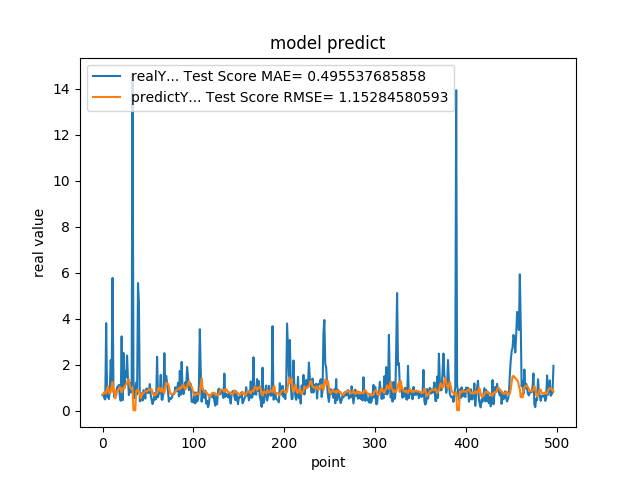 model predict
realY... Test Score MAE= 0.495537685858
predictY... Test Score RMSE= 1.15284580593
14
12
10
8
6
4
2
0
real value
0 100 200 300 400 500
point